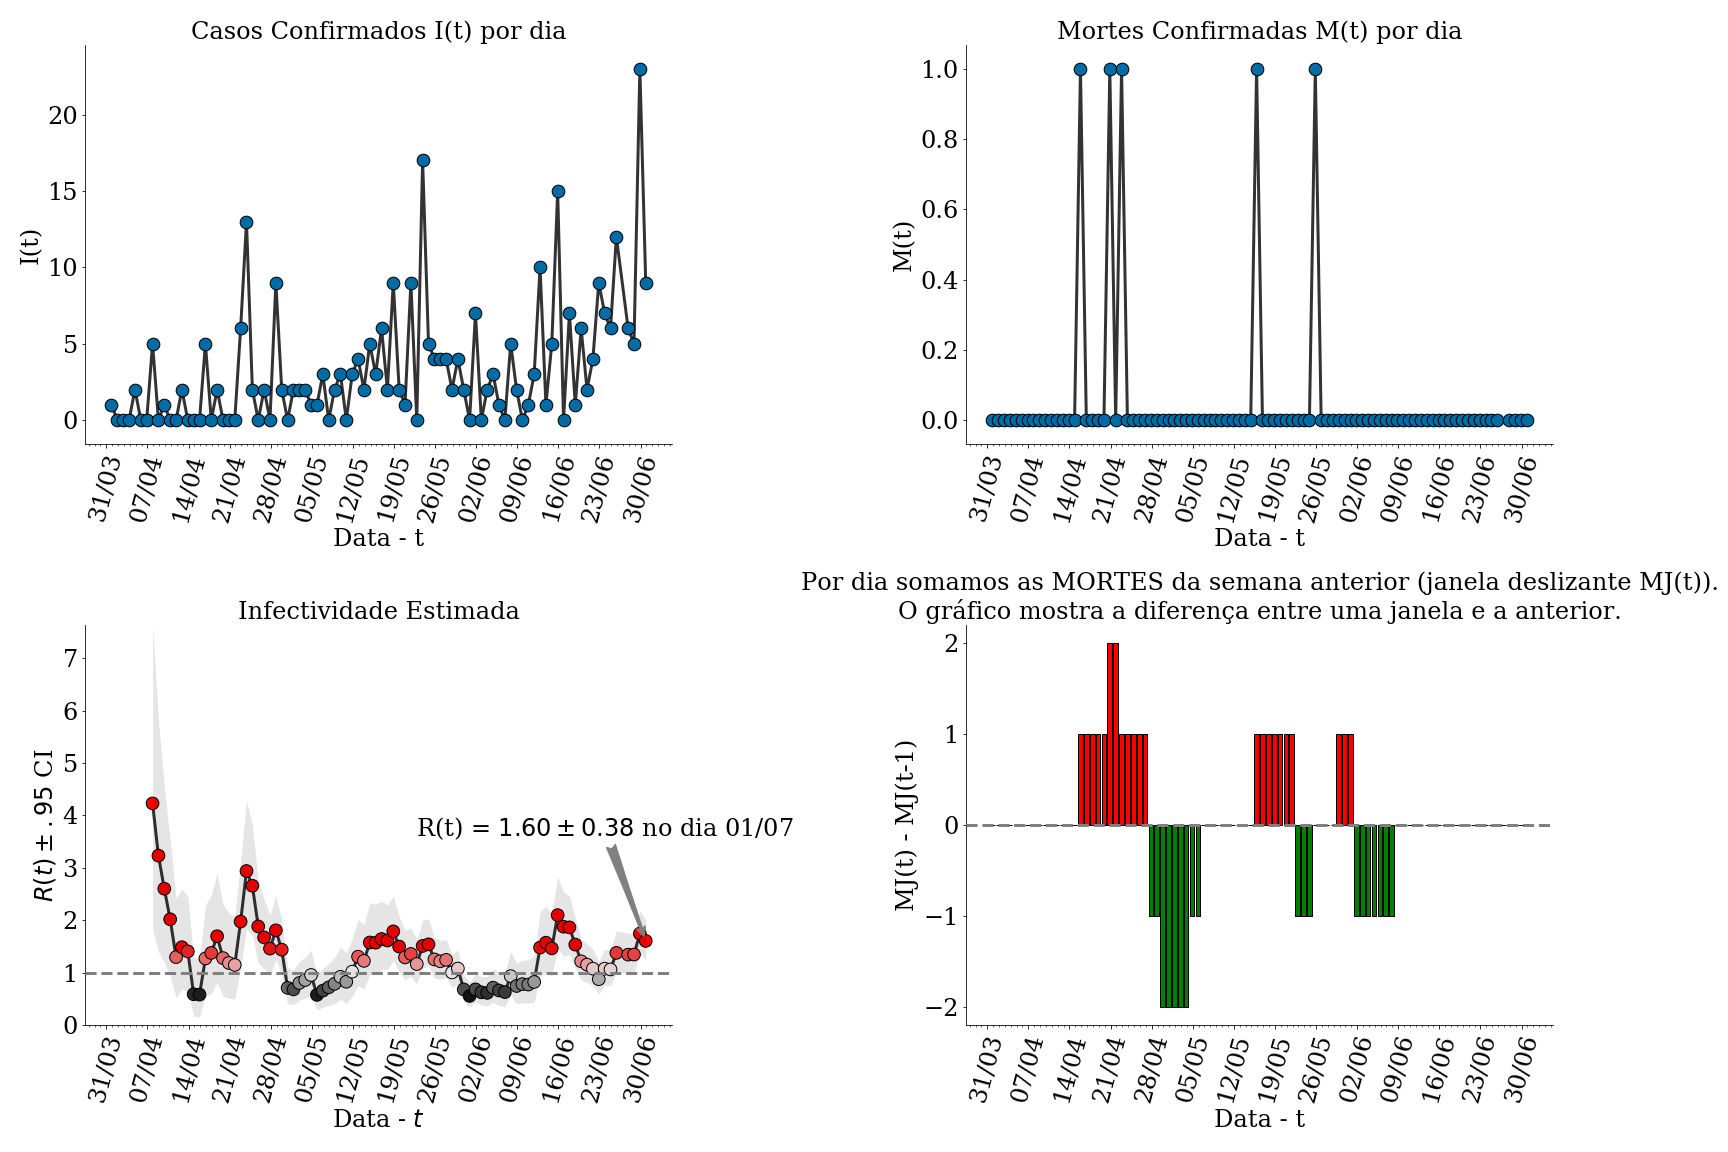 Casos Confirmados I(t) por dia
I(t)
20
15
10
5
0
31/03 07/04 14/04 21/04 28/04 05/05 12/05 19/05 26/05 02/06 09/06 16/06 23/06 30/06
Data - t
Mortes Confirmadas M(t) por dia
M(t)
1.0
0.8
0.6
0.4
0.2
0.0
31/03 07/04 14/04 21/04 28/04 05/05 12/05 19/05 26/05 02/06 09/06 16/06 23/06 30/06
Data - t
Infectividade Estimada
R(t) ± .95 CI
7
6
5
4
3
2
1
0
R(t) = 1.60 ± 0.38 no dia 01/07
31/03 07/04 14/04 21/04 28/04 05/05 12/05 19/05 26/05 02/06 09/06 16/06 23/06 30/06
Data - t
Por dia somamos as MORTES da semana anterior (janela deslizante MJ(t)).
O gráfico mostra a diferença entre uma janela e a anterior.
MJ(t) - MJ(t-1)
2
1
0
−1
−2
31/03 07/04 14/04 21/04 28/04 05/05 12/05 19/05 26/05 02/06 09/06 16/06 23/06 30/06
Data - t